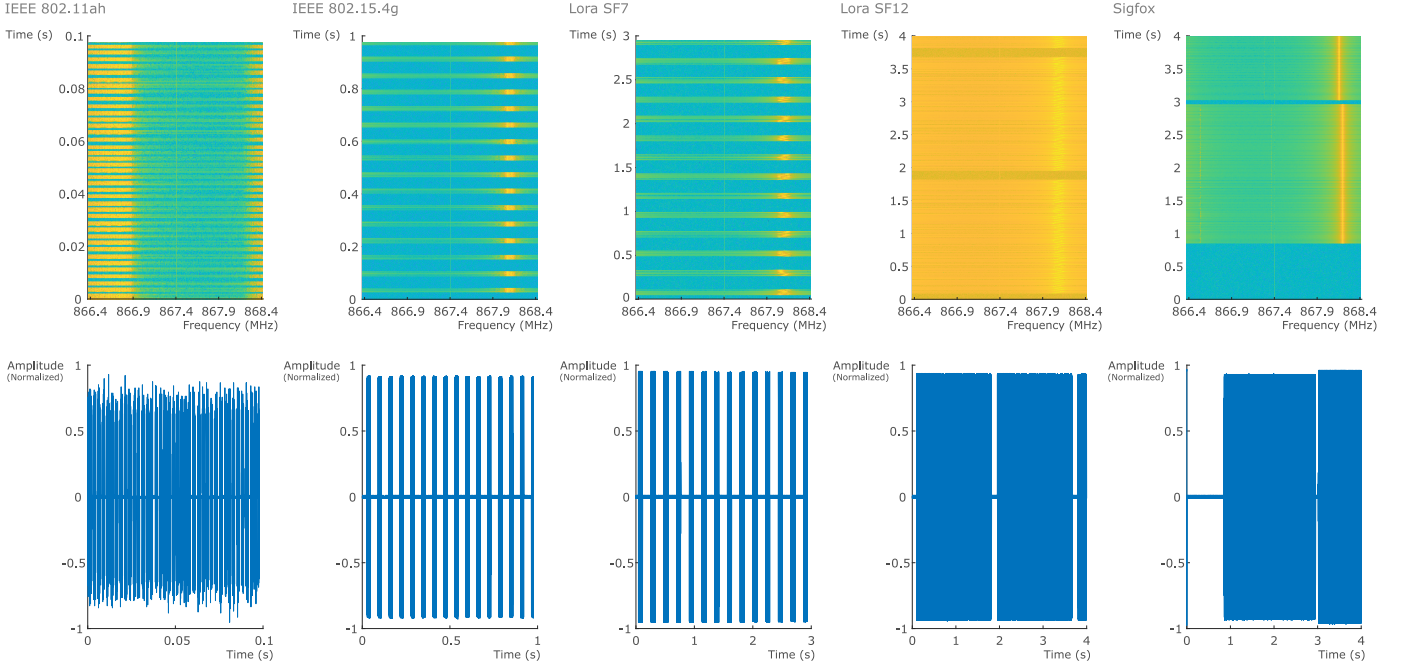 IEEE 802.11ah
Time (s)
0.1
0.08
0.06
0.04
0.02
0
866.4 866.9 867.4 867.9 868.4
Frequency (MHz)
IEEE 802.15.4g
Time (s)
1
0.8
0.6
0.4
0.2
0
866.4 866.9 867.4 867.9 868.4
Frequency (MHz)
Lora SF7
Time (s)
3
2.5
2
1.5
1
0.5
0
866.4 866.9 867.4 867.9 868.4
Frequency (MHz)
Lora SF12
Time (s)
4
3.5
3
2.5
2
1.5
1
0.5
0
866.4 866.9 867.4 867.9 868.4
Frequency (MHz)
Sigfox
Time (s)
4
3.5
3
2.5
2
1.5
1
0.5
0
866.4 866.9 867.4 867.9 868.4
Frequency (MHz)
Amplitude
(Normalized)
1
0.5
0
-0.5
-1
0 0.05 0.1
Time (s)
Amplitude
(Normalized)
1
0.5
0
-0.5
-1
0 0.5 1
Time (s)
Amplitude
(Normalized)
1
0.5
0
-0.5
-1
0 1 2 3
Time (s)
Amplitude
(Normalized)
1
0.5
0
-0.5
-1
0 1 2 3 4
Time (s)
Amplitude
(Normalized)
1
0.5
0
-0.5
-1
0 1 2 3 4
Time (s)